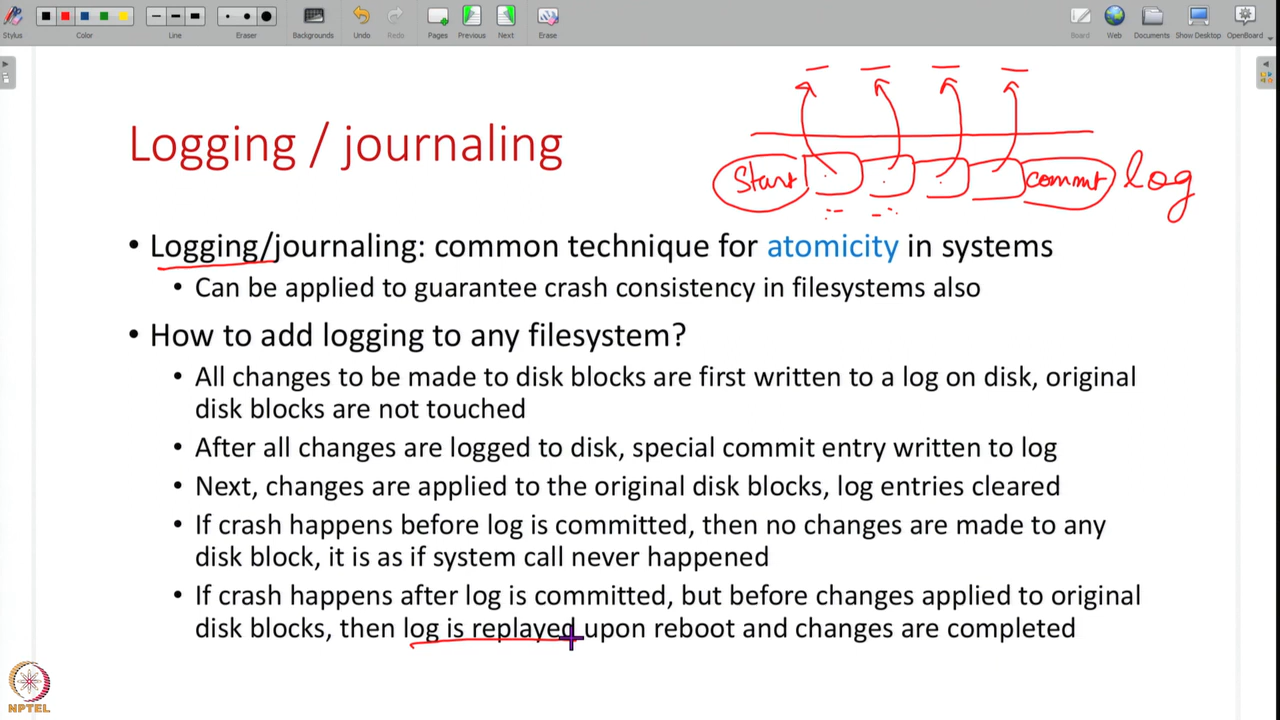 Stylus
Color
Line
Eraser
Backgrounds
Undo
Redo
Pages
Previous
Next
Erase
Board
Web
Documents
Show Desktop
OpenBoard
Logging / journaling
Start
commit
log
• Logging/journaling: common technique for atomicity in systems
• Can be applied to guarantee crash consistency in filesystems also
• How to add logging to any filesystem?
• All changes to be made to disk blocks are first written to a log on disk, original
disk blocks are not touched
• After all changes are logged to disk, special commit entry written to log
• Next, changes are applied to the original disk blocks, log entries cleared
• If crash happens before log is committed, then no changes are made to any
disk block, it is as if system call never happened
• If crash happens after log is committed, but before changes applied to original
disk blocks, then log is replayed upon reboot and changes are completed
NPTEL